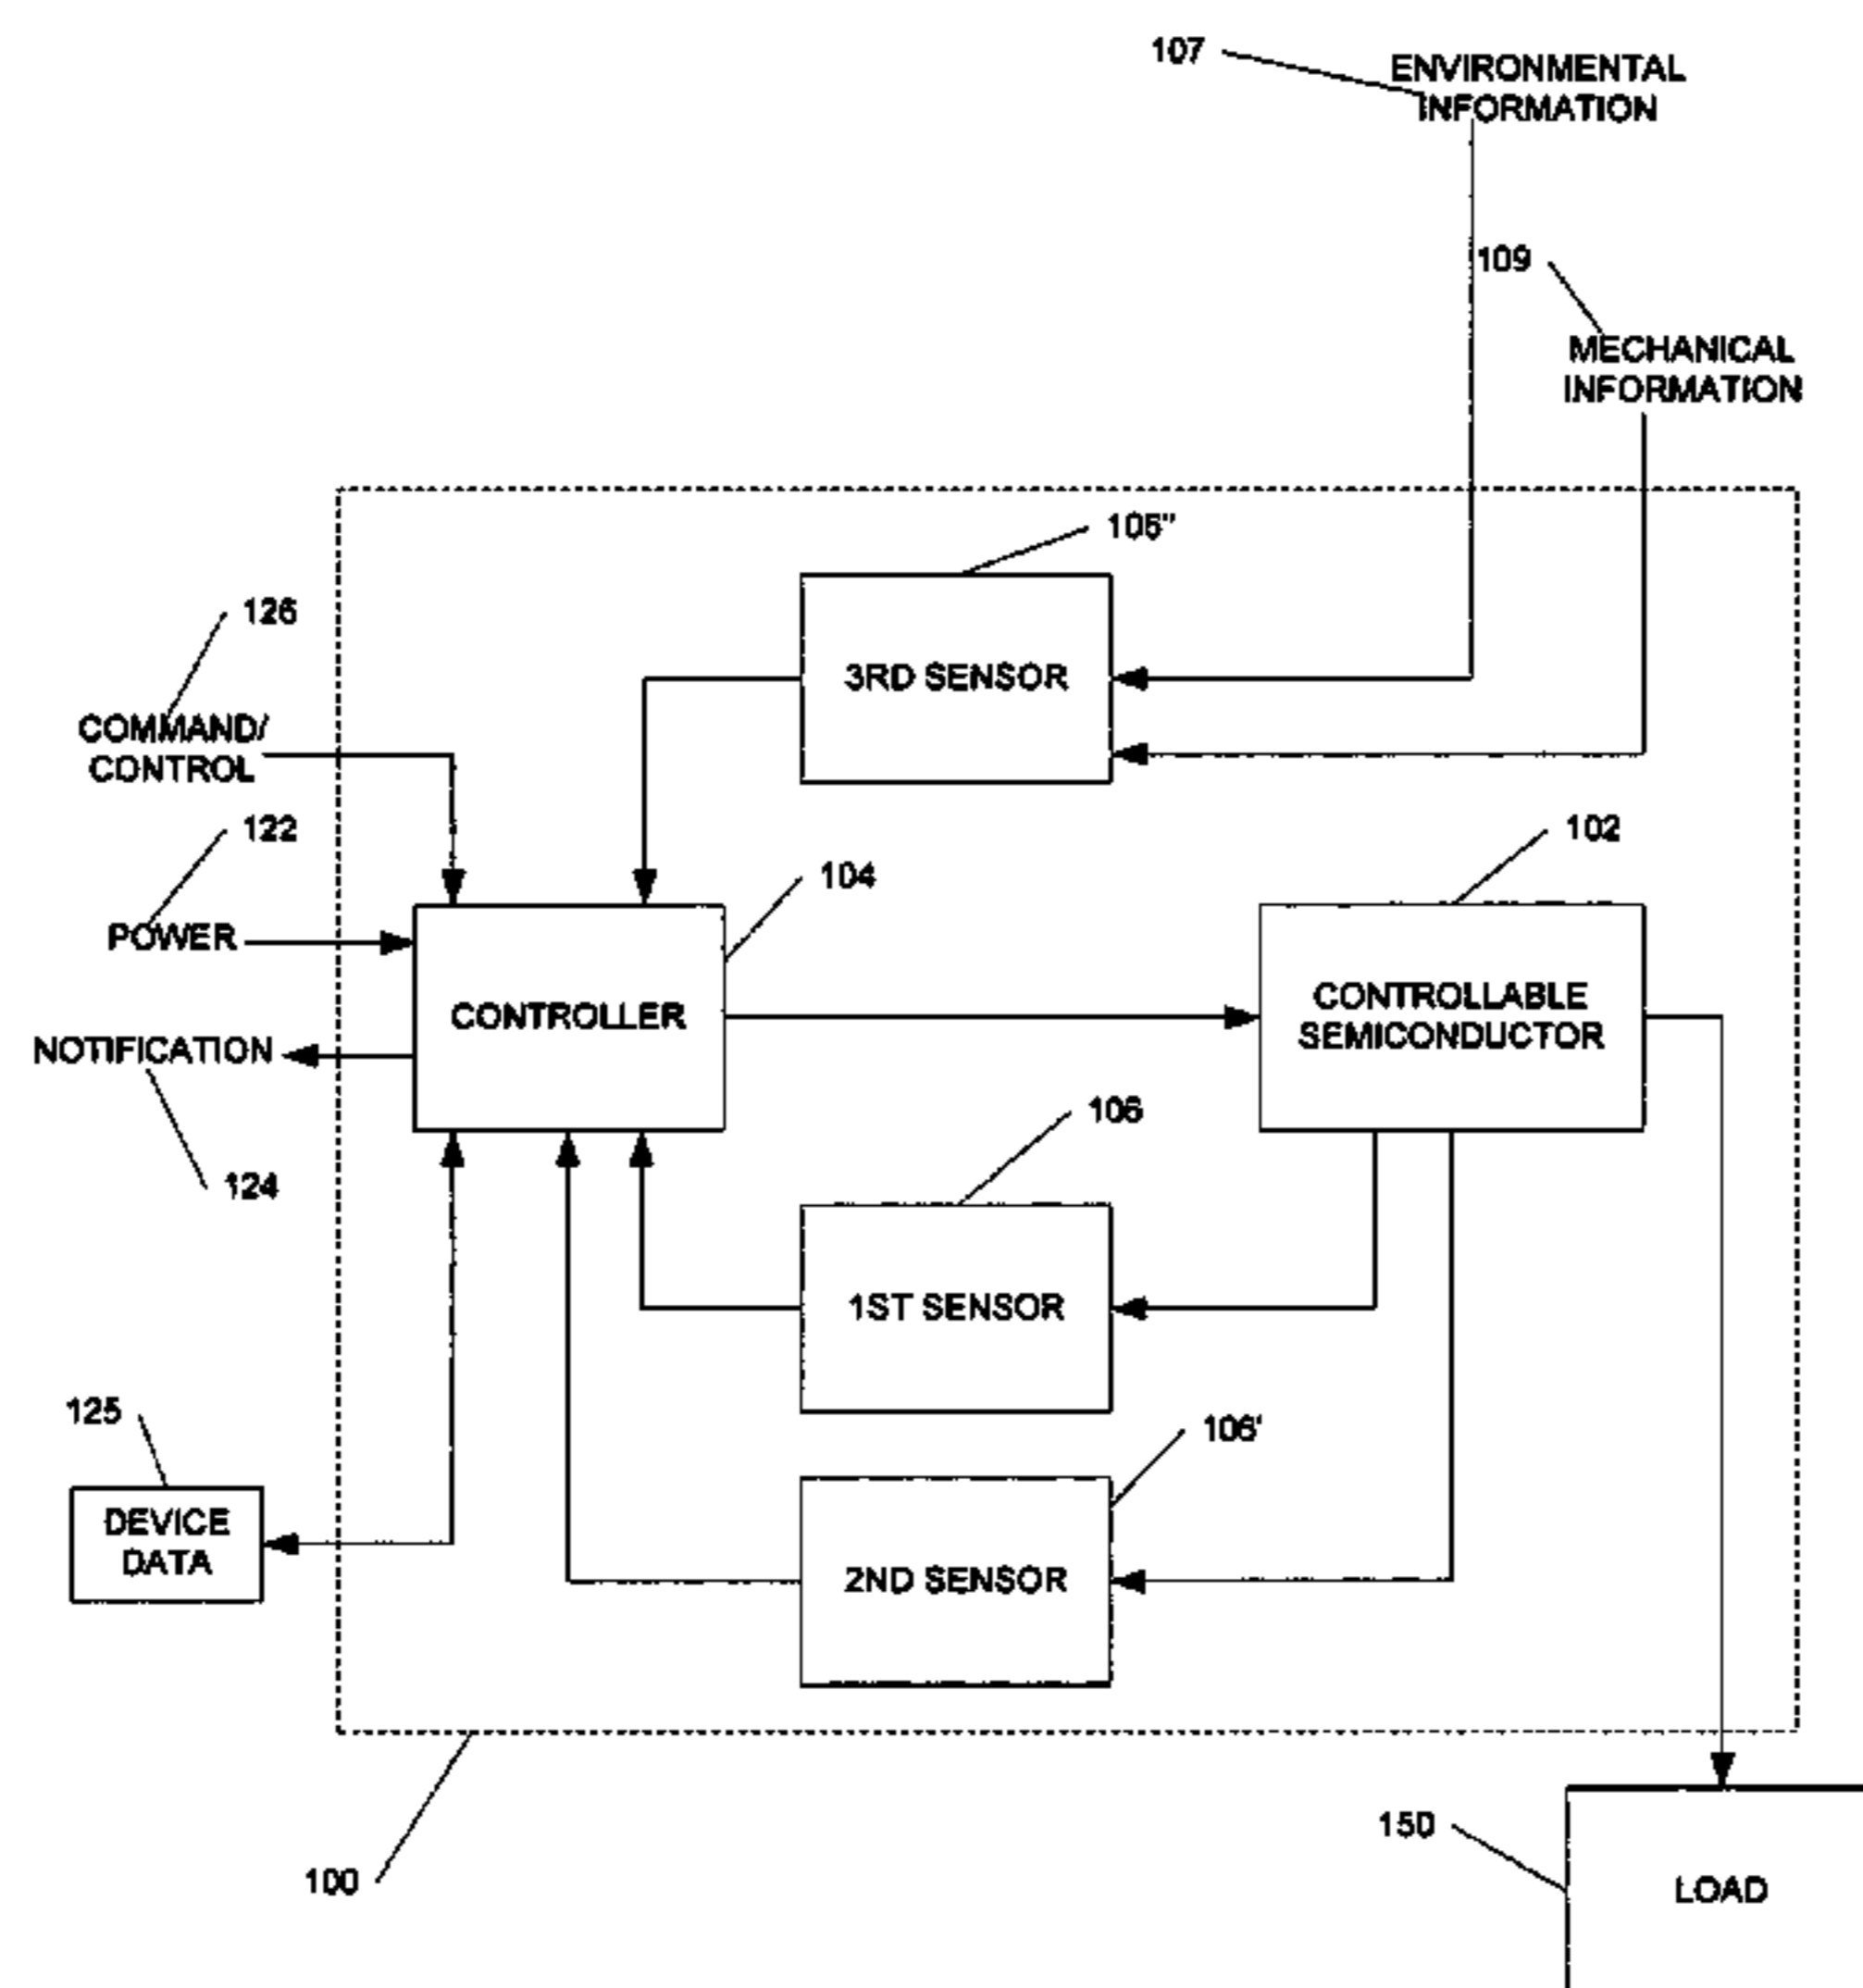 107
ENVIRONMENTAL
INFORMATION
109
MECHANICAL
INFORMATION
106"
126
3RD SENSOR
COMMAND/
CONTROL
122
102
104
POWER
CONTROLLABLE
SEMICONDUCTOR
CONTROLLER
NOTIFICATION
106
124
1ST SENSOR
125
106'
DEVICE
DATA
2ND SENSOR
150
100
LOAD